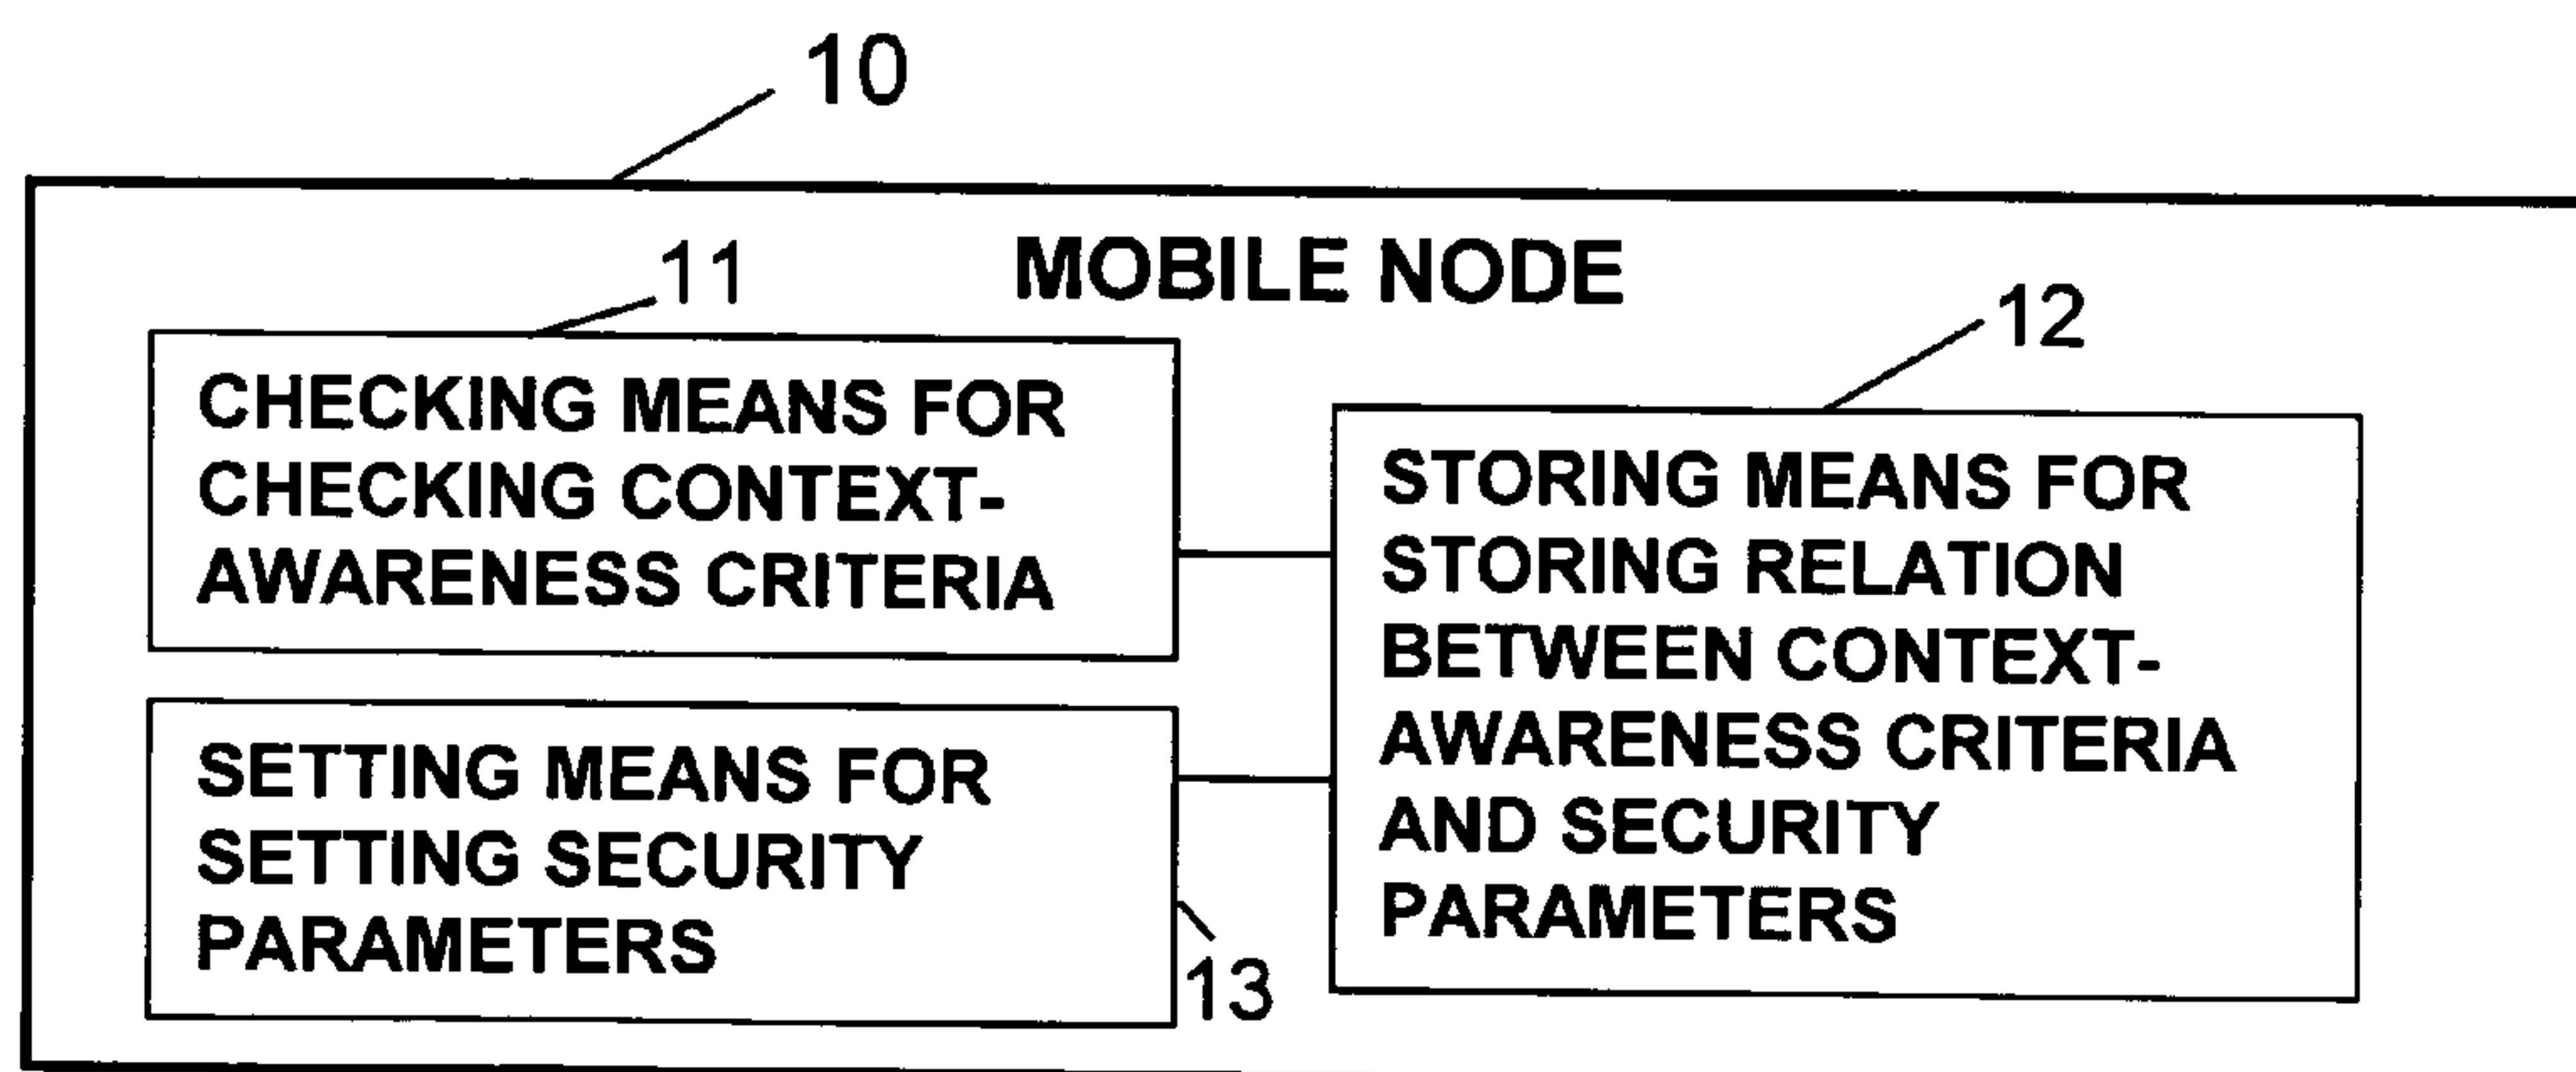 10
MOBILE NODE
11
CHECKING MEANS FOR
CHECKING CONTEXT-
AWARENESS CRITERIA
12
STORING MEANS FOR
STORING RELATION
BETWEEN CONTEXT-
AWARENESS CRITERIA
AND SECURITY
PARAMETERS
SETTING MEANS FOR
SETTING SECURITY
PARAMETERS
13